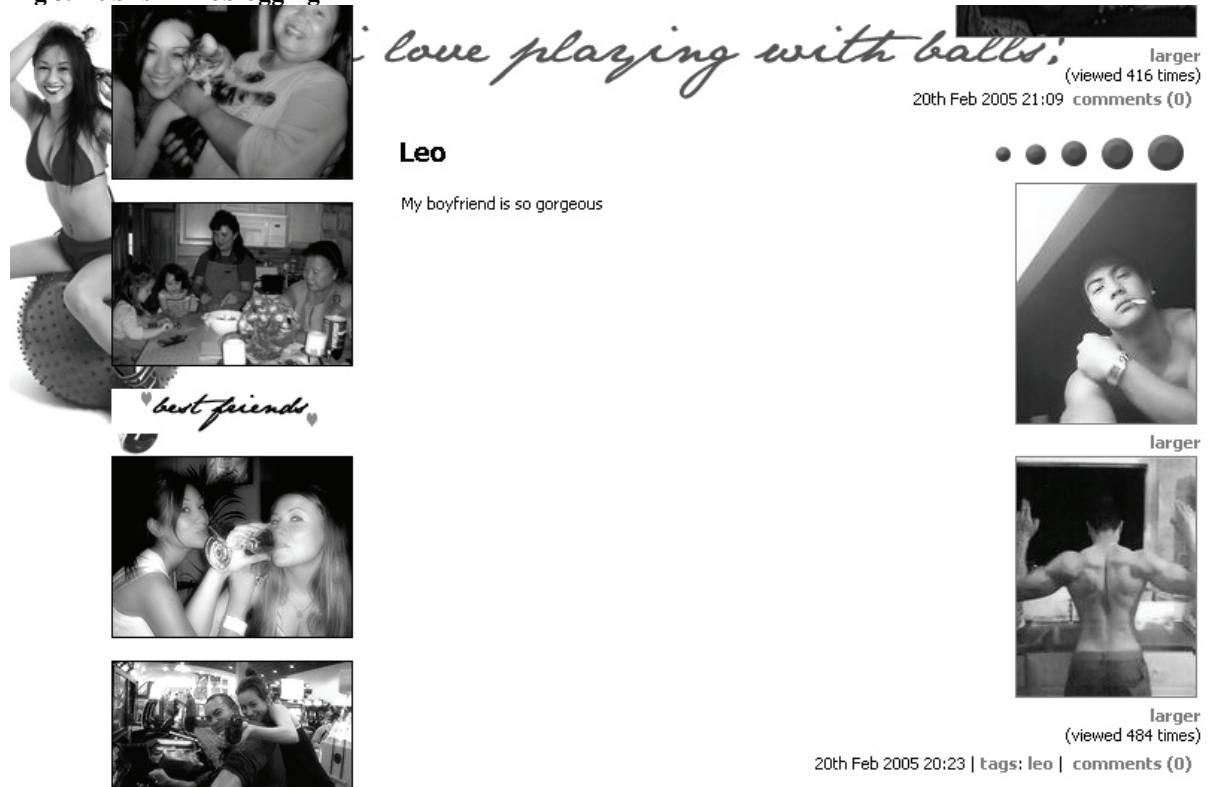 i love playing with balls;
larger
(viewed 416 times)
20th Feb 2005 21:09 comments (0)
Leo
My boyfriend is so gorgeous
best friends
larger
larger
(viewed 484 times)
20th Feb 2005 20:23 | tags: leo | comments (0)